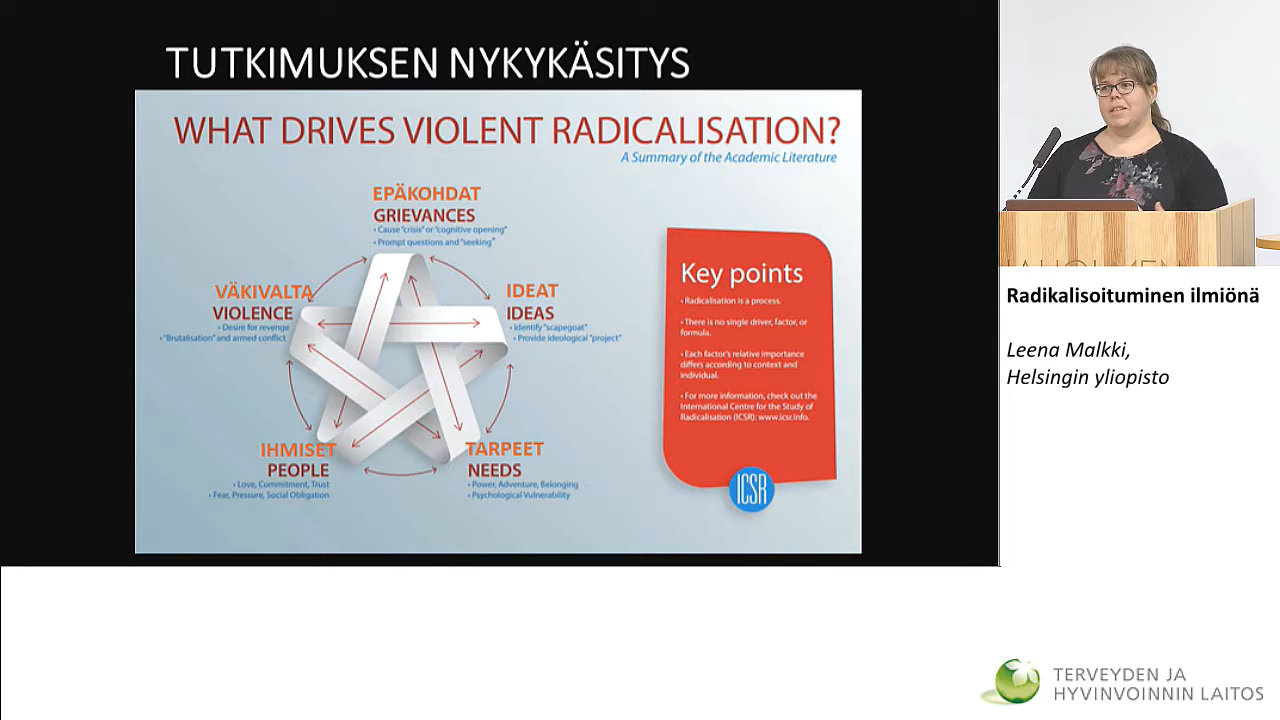 TUTKIMUKSEN NYKYKÄSITYS
WHAT DRIVES VIOLENT RADICALISATION?
A Summary of the Academic Literature
EPÄKOHDAT
GRIEVANCES
• Cause "crisis" or "cognitive opening"
• Prompt questions and "seeking"
VÄKIVALTA
VIOLENCE
• Desire for revenge
• "Brutalisation" and armed conflict
IDEAT
IDEAS
• Identify "scapegoat"
• Provide ideological "project"
IHMISET
PEOPLE
• Love, Commitment, Trust
• Fear, Pressure, Social Obligation
TARPEET
NEEDS
• Power, Adventure, Belonging
• Psychological Vulnerability
Key points
• Radicalisation is a process.
• There is no single driver, factor, or
formula.
• Each factor's relative importance
differs according to context and
individual.
• For more information, check out the
International Centre for the Study of
Radicalisation (ICSR): www.icsr.info.
ICSR
Radikalisoituminen ilmiönä
Leena Malkki,
Helsingin yliopisto
TERVEYDEN JA
HYVINVOINNIN LAITOS